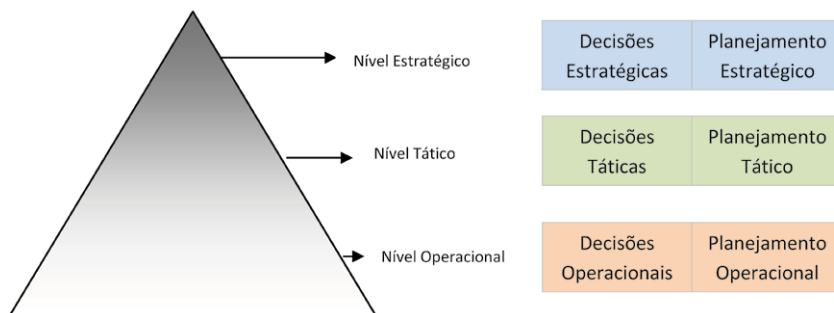 Nível Estratégico
Decisões
Estratégicas
Planejamento
Estratégico
Nível Tático
Decisões
Táticas
Planejamento
Tático
Nível Operacional
Decisões
Operacionais
Planejamento
Operacional